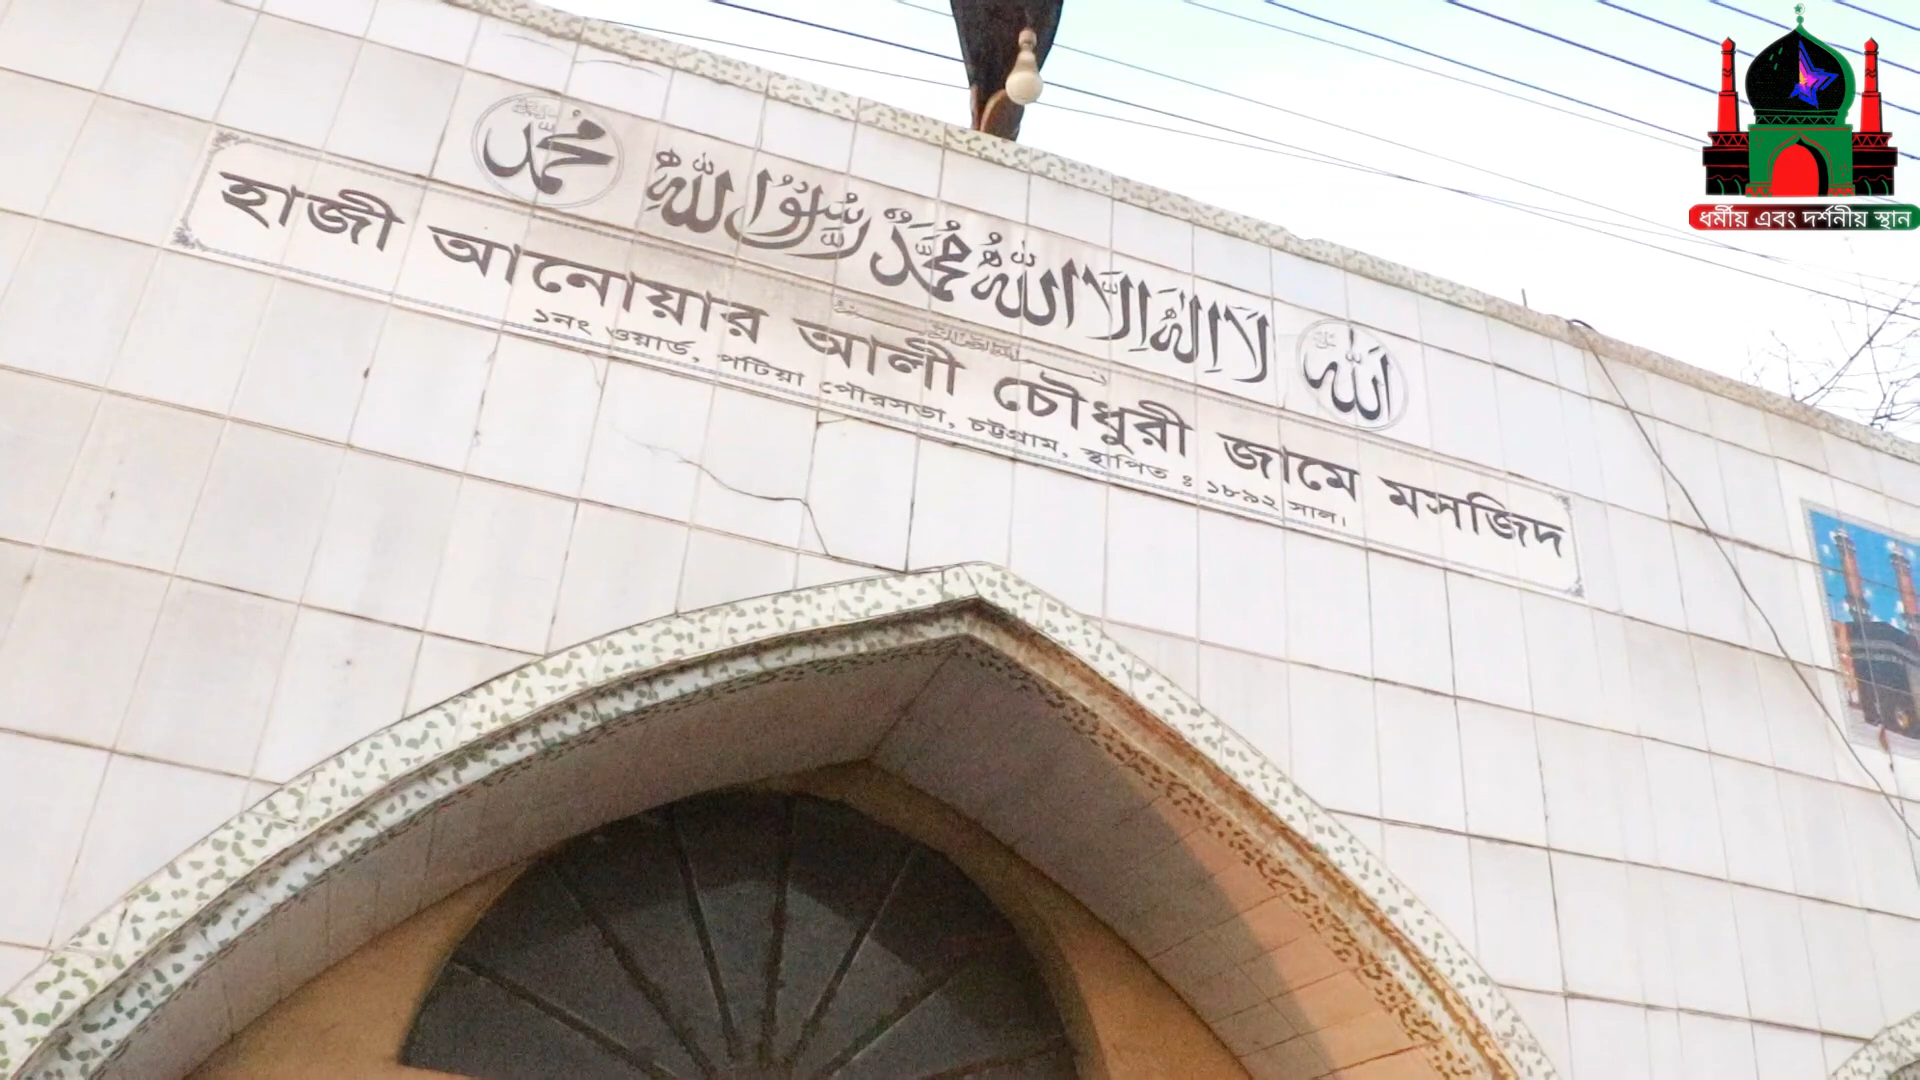 محمد
لا اله الا الله محمد رسول الله
الله
হাজী আনোয়ার আলী চৌধুরী জামে মসজিদ
১নং ওয়ার্ড, পটিয়া পৌরসভা, চট্টগ্রাম, স্থাপিত ঃ ১৮৯২ সাল।
ধর্মীয় এবং দর্শনীয় স্থান